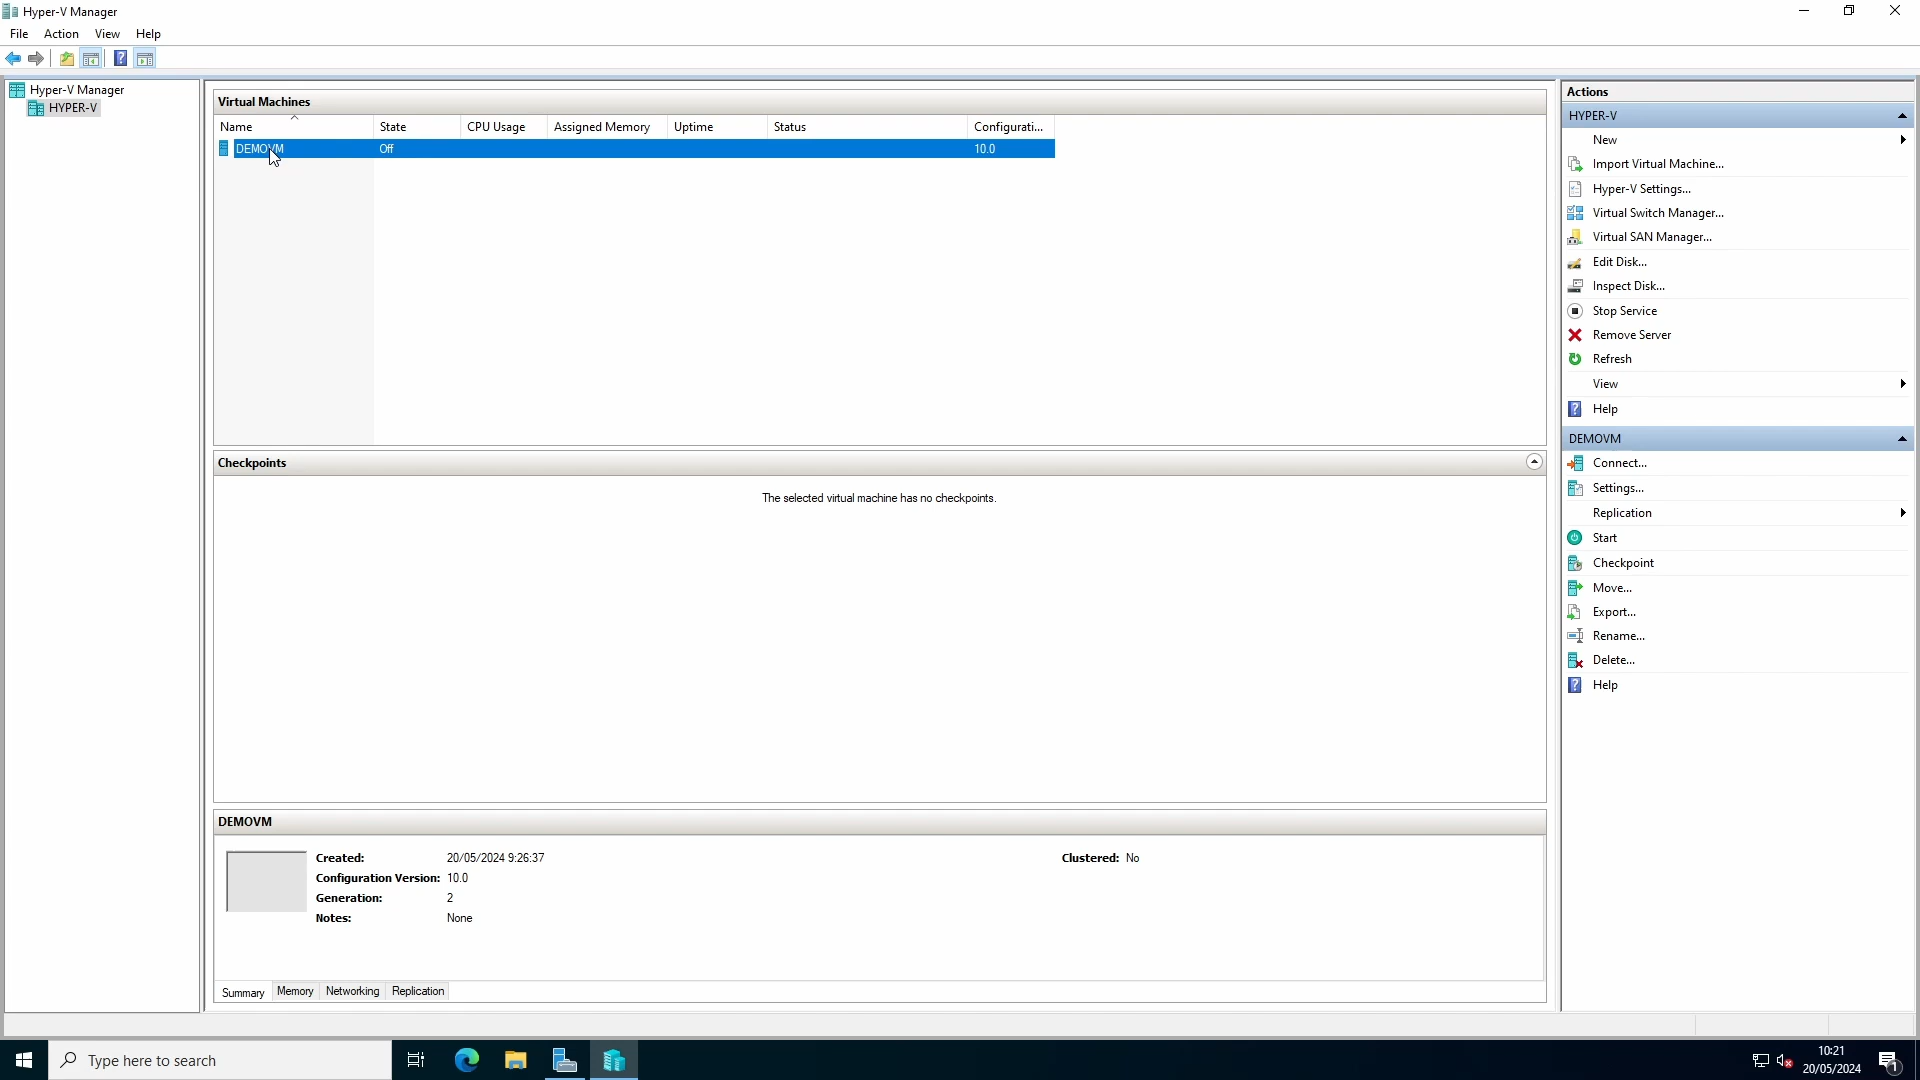 Hyper-V Manager
File Action View Help
Hyper-V Manager
HYPER-V
Virtual Machines
Name State CPU Usage Assigned Memory Uptime Status Configurati...
DEMOVM Off 10.0
Checkpoints
The selected virtual machine has no checkpoints.
DEMOVM
Created: 20/05/2024 9:26:37 Clustered: No
Configuration Version: 10.0
Generation: 2
Notes: None
Summary Memory Networking Replication
Actions
HYPER-V
New
Import Virtual Machine...
Hyper-V Settings...
Virtual Switch Manager...
Virtual SAN Manager...
Edit Disk...
Inspect Disk...
Stop Service
Remove Server
Refresh
View
Help
DEMOVM
Connect...
Settings...
Replication
Start
Checkpoint
Move...
Export...
Rename...
Delete...
Help
Type here to search
10:21
20/05/2024
1